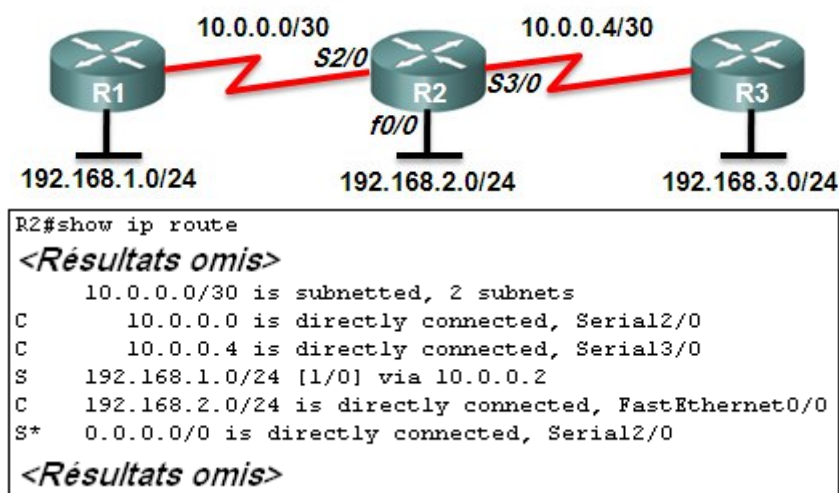 10.0.0.0/30
10.0.0.4/30
S2/0
R1
R2
S3/0
R3
f0/0
192.168.1.0/24
192.168.2.0/24
192.168.3.0/24
R2#show ip route
<Résultats omis>
10.0.0.0/30 is subnetted, 2 subnets
C 10.0.0.0 is directly connected, Serial2/0
C 10.0.0.4 is directly connected, Serial3/0
S 192.168.1.0/24 [1/0] via 10.0.0.2
C 192.168.2.0/24 is directly connected, FastEthernet0/0
S* 0.0.0.0/0 is directly connected, Serial2/0
<Résultats omis>